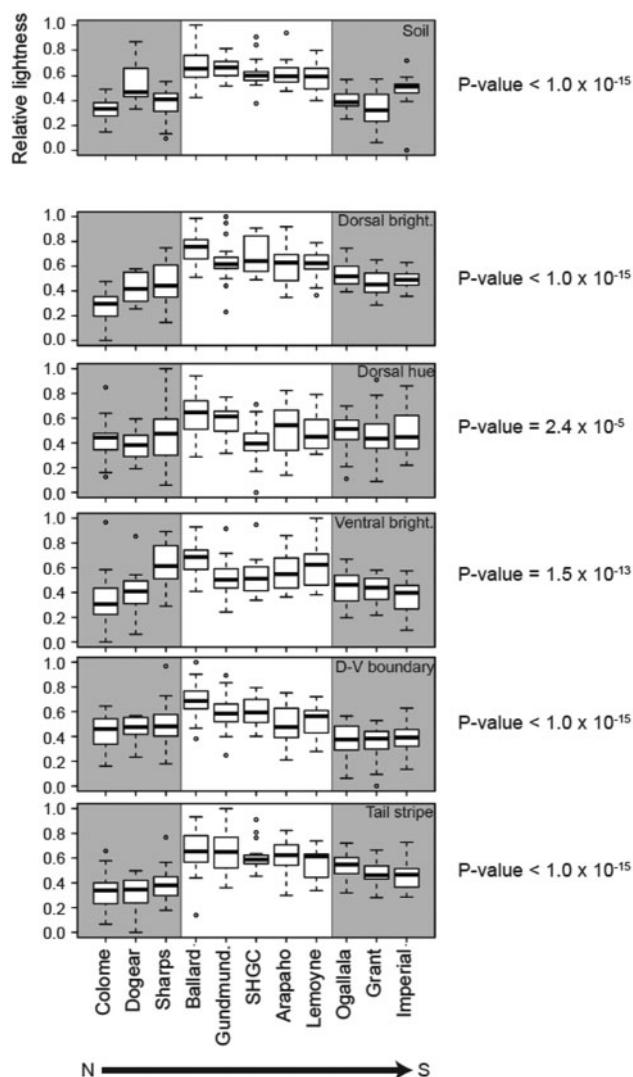 Relative lightness
Soil
1.0
0.8
0.6
0.4
0.2
0.0
P-value < 1.0 x 10⁻¹⁵
Dorsal bright.
1.0
0.8
0.6
0.4
0.2
0.0
P-value < 1.0 x 10⁻¹⁵
Dorsal hue
1.0
0.8
0.6
0.4
0.2
0.0
P-value = 2.4 x 10⁻⁵
Ventral bright.
1.0
0.8
0.6
0.4
0.2
0.0
P-value = 1.5 x 10⁻¹³
D-V boundary
1.0
0.8
0.6
0.4
0.2
0.0
P-value < 1.0 x 10⁻¹⁵
Tail stripe
1.0
0.8
0.6
0.4
0.2
0.0
P-value < 1.0 x 10⁻¹⁵
Colome
Dogear
Sharps
Ballard
Gundmund.
SHGC
Arapaho
Lemoyne
Ogallala
Grant
Imperial
N S